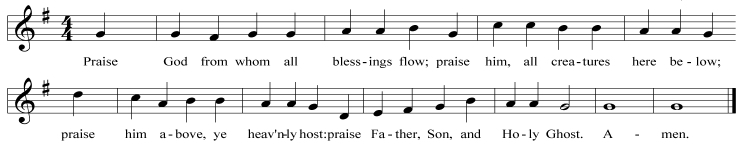 Praise God from whom all bless-ings flow; praise him, all crea-tures here be-low;
praise him a-bove, ye heav'n-ly host: praise Fa-ther, Son, and Ho-ly Ghost. A - men.